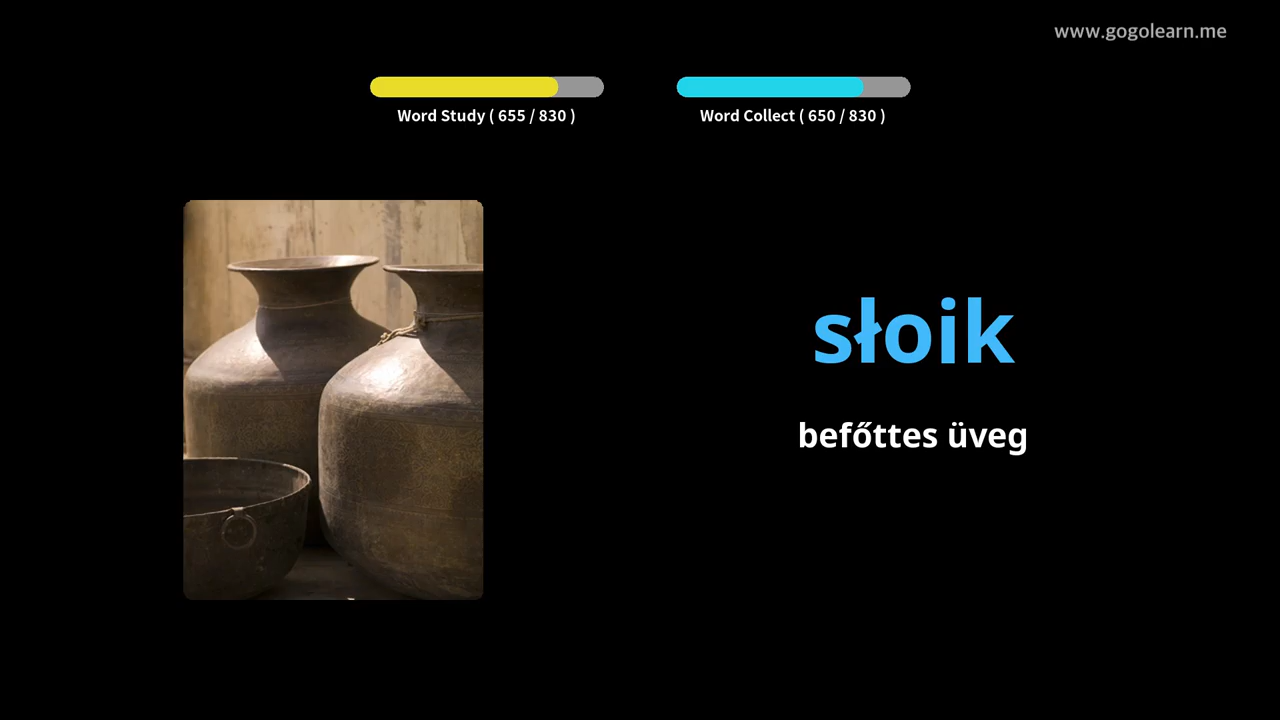 www.gogolearn.me
Word Study ( 655 / 830 )
Word Collect ( 650 / 830 )
słoik
befőttes üveg